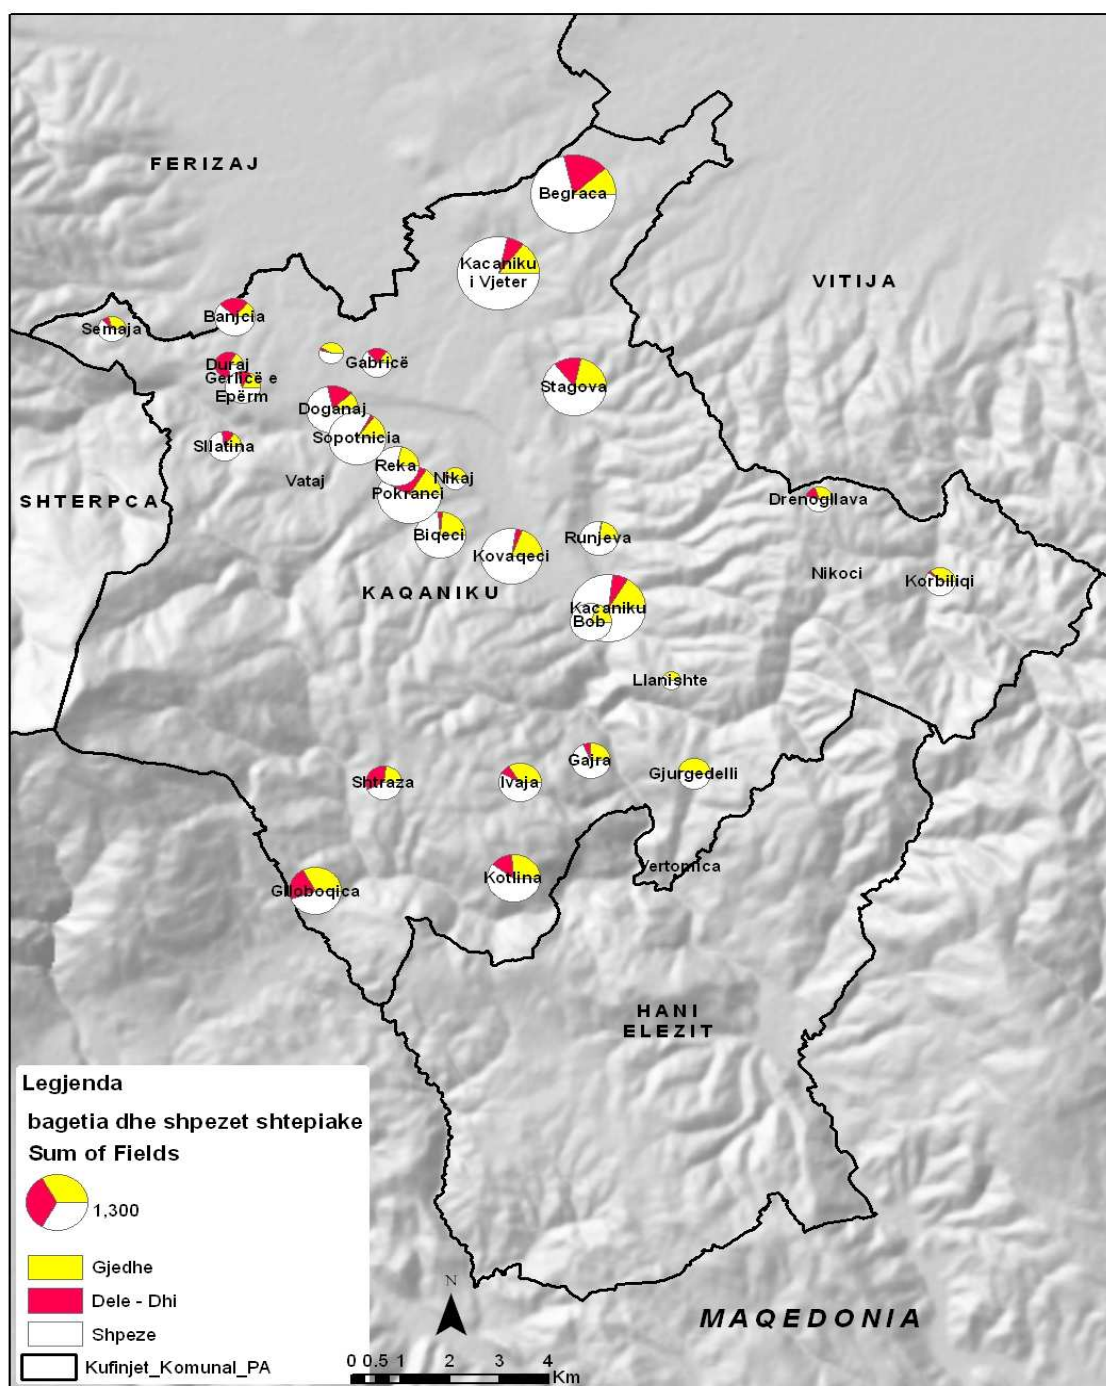 FERIZAJ
Begraca
Kacaniku
i Vjeter
VITIJA
Semaja
Banjcia
Gabricë
Duraj
Gerlicë e
Epërm
Stagova
Doganaj
Sopotnicia
Sllatina
Reka
Vataj
Nikaj
Pokranci
SHTERPCA
Drenogllava
Biqeci
Runjeva
Kovaqeci
Nikoci
Korbiliqi
KAQANIKU
Kacaniku
Bob
Llanishte
Gajra
Gjurgedelli
Shtraza
Ivaja
Vertomica
Kotlina
Glloboqica
HANI
ELEZIT
MAQEDONIA
Legjenda
bagetia dhe shpezet shtepiake
Sum of Fields
1,300
Gjedhe
Dele - Dhi
Shpeze
Kufinjet_Komunal_PA
N
0 0.5 1 2 3 4
Km